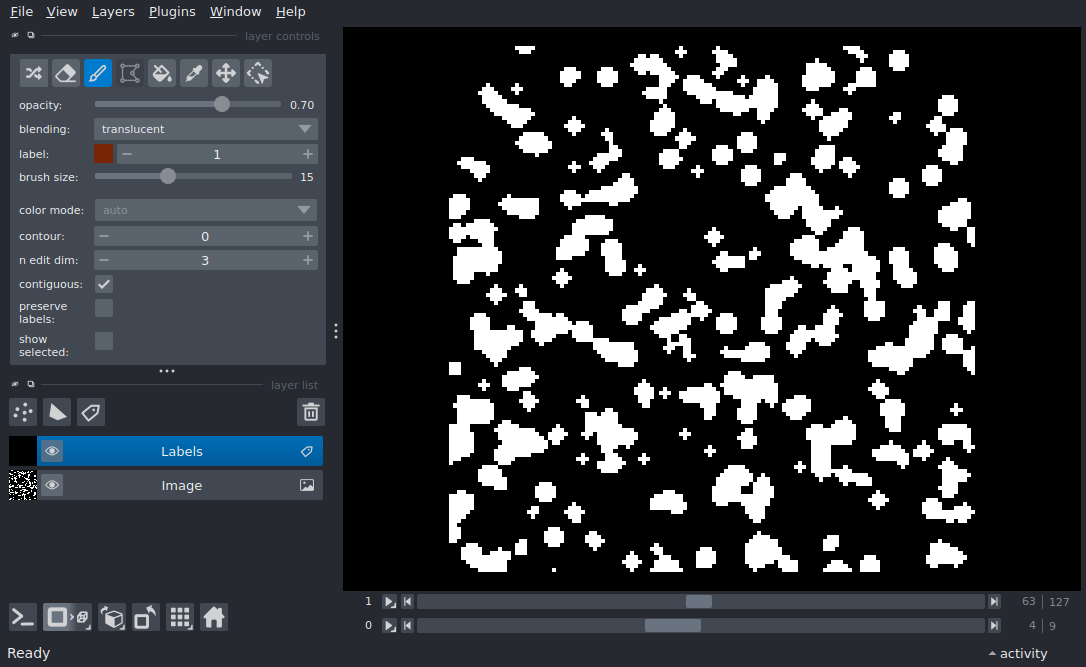 File View Layers Plugins Window Help
layer controls
opacity: 0.70
blending: translucent
label: 1
brush size: 15
color mode: auto
contour: 0
n edit dim: 3
contiguous:
preserve
labels:
show
selected:
layer list
Labels
Image
1 63 | 127
0 4 | 9
Ready activity